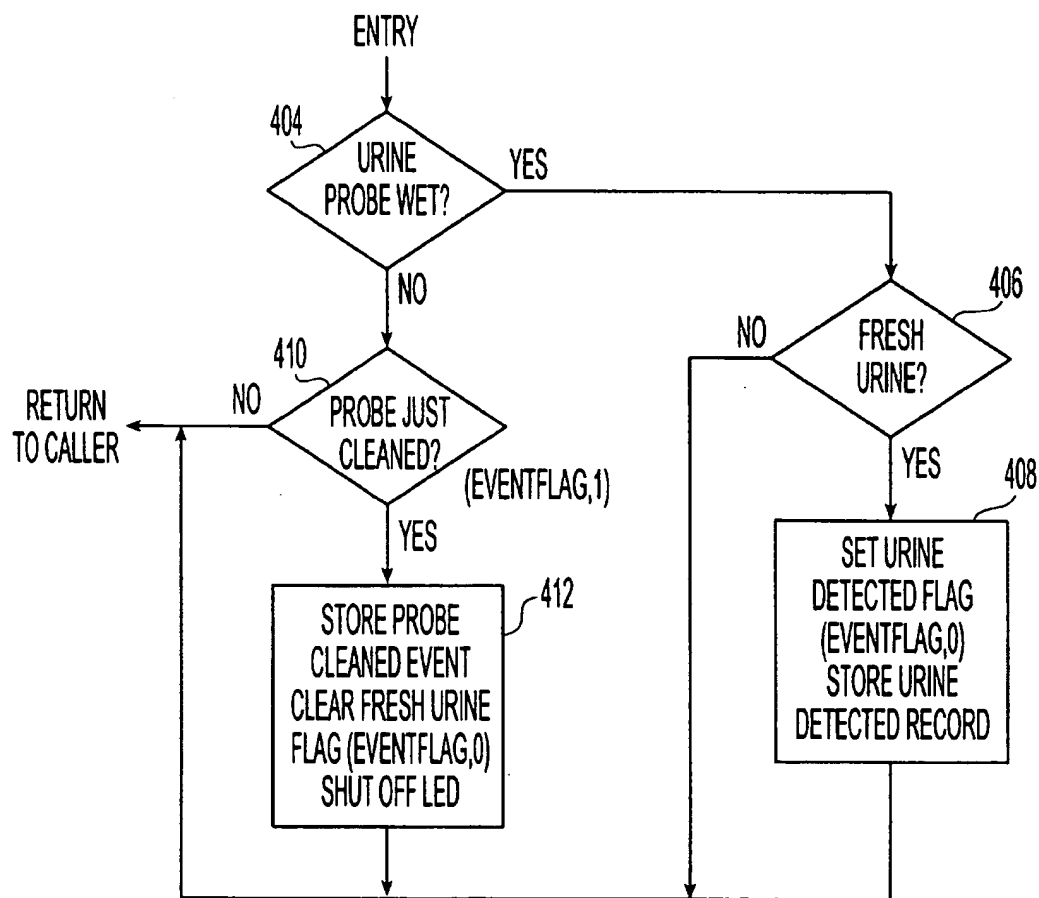 ENTRY
404
URINE
PROBE WET?
YES
NO
406
FRESH
URINE?
NO
YES
410
PROBE JUST
CLEANED?
(EVENTFLAG,1)
NO
RETURN
TO CALLER
YES
408
SET URINE
DETECTED FLAG
(EVENTFLAG,0)
STORE URINE
DETECTED RECORD
412
STORE PROBE
CLEANED EVENT
CLEAR FRESH URINE
FLAG (EVENTFLAG,0)
SHUT OFF LED